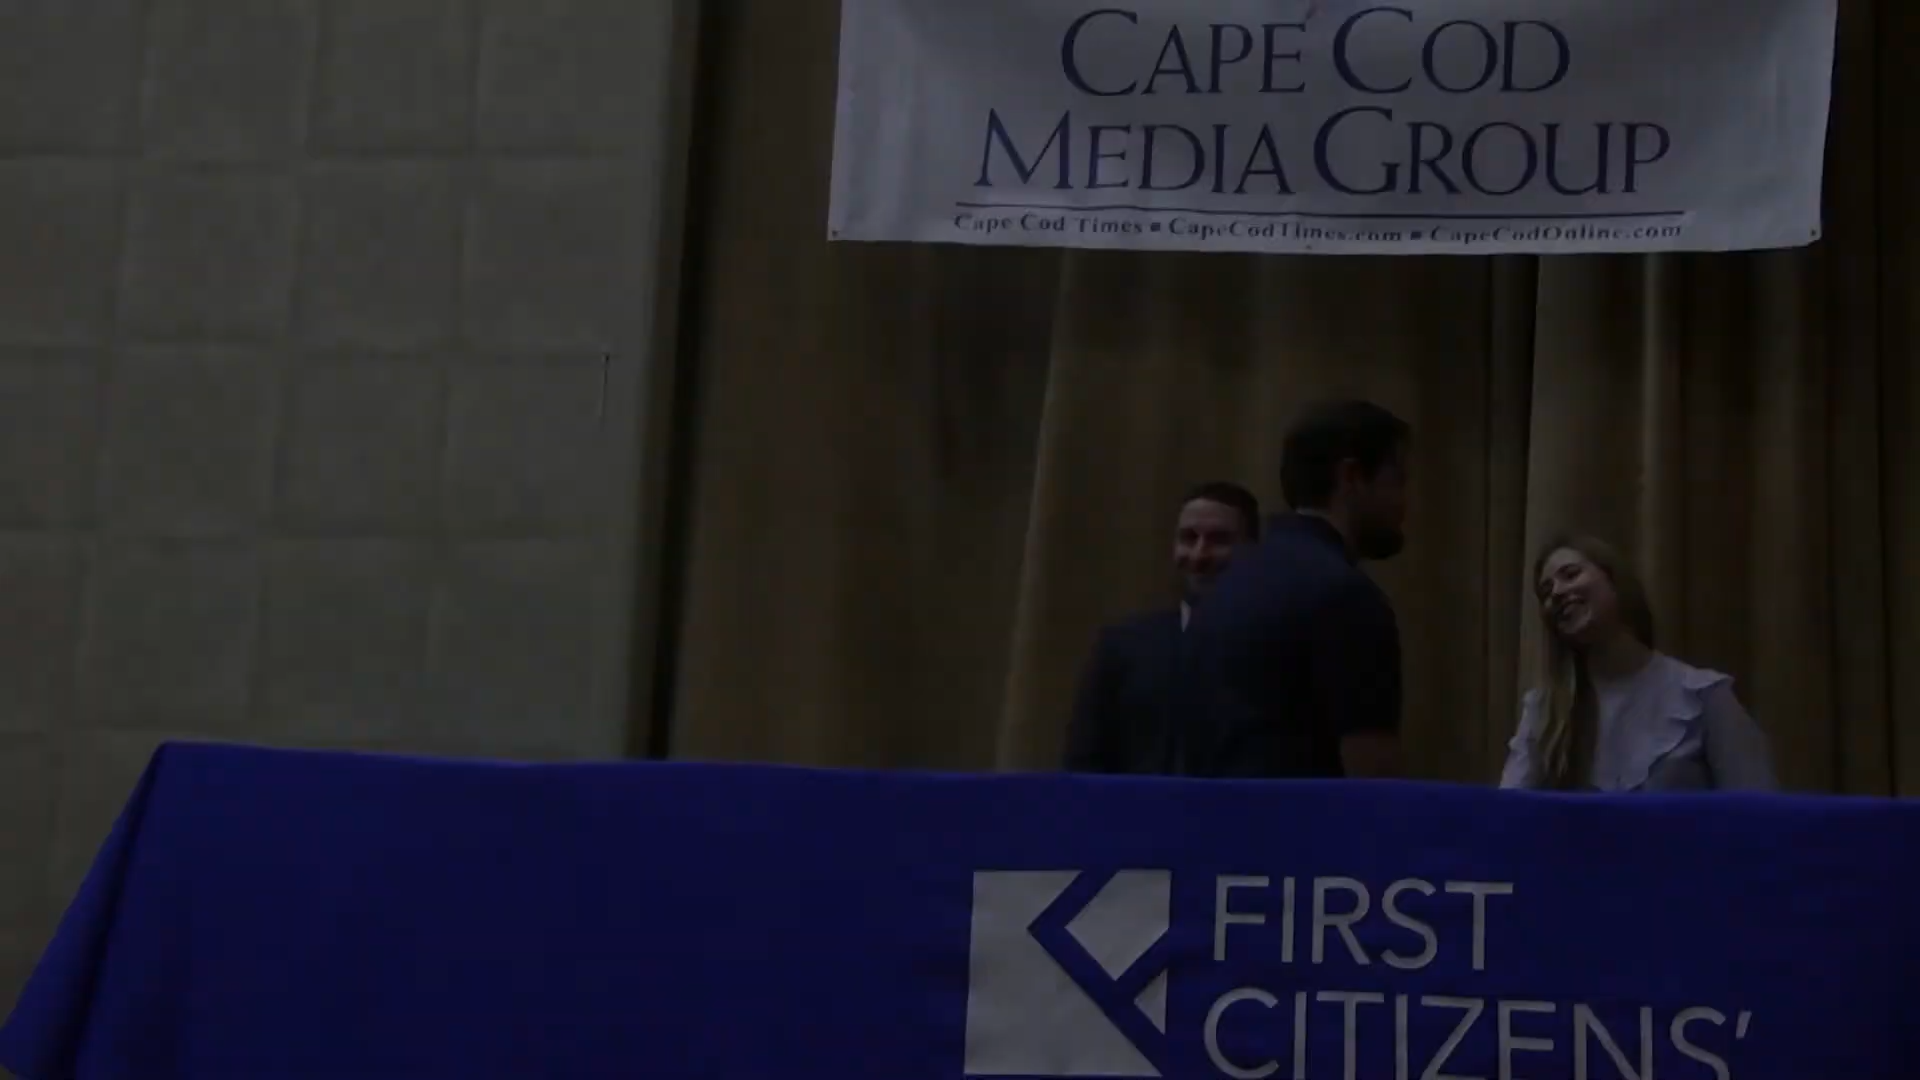 CAPE COD
MEDIA GROUP
Cape Cod Times ▪ CapeCodTimes.com ▪ CapeCodOnline.com
FIRST
CITIZENS'